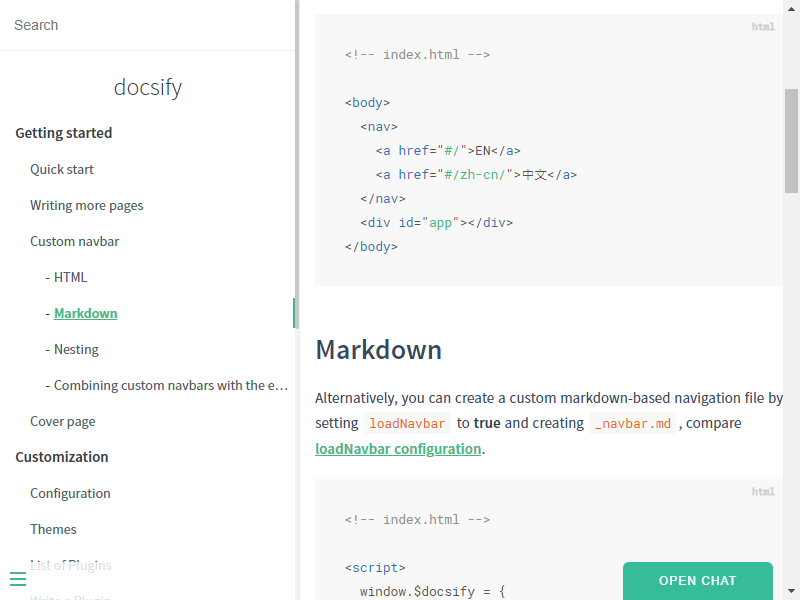 Search
docsify
Getting started
Quick start
Writing more pages
Custom navbar
- HTML
- Markdown
- Nesting
- Combining custom navbars with the e…
Cover page
Customization
Configuration
Themes
List of Plugins
Write a Plugin
html
<!-- index.html -->
<body>
<nav>
<a href="#/">EN</a>
<a href="#/zh-cn/">中文</a>
</nav>
<div id="app"></div>
</body>
Markdown
Alternatively, you can create a custom markdown-based navigation file by
setting loadNavbar to true and creating _navbar.md , compare
loadNavbar configuration.
html
<!-- index.html -->
<script>
window.$docsify = {
OPEN CHAT